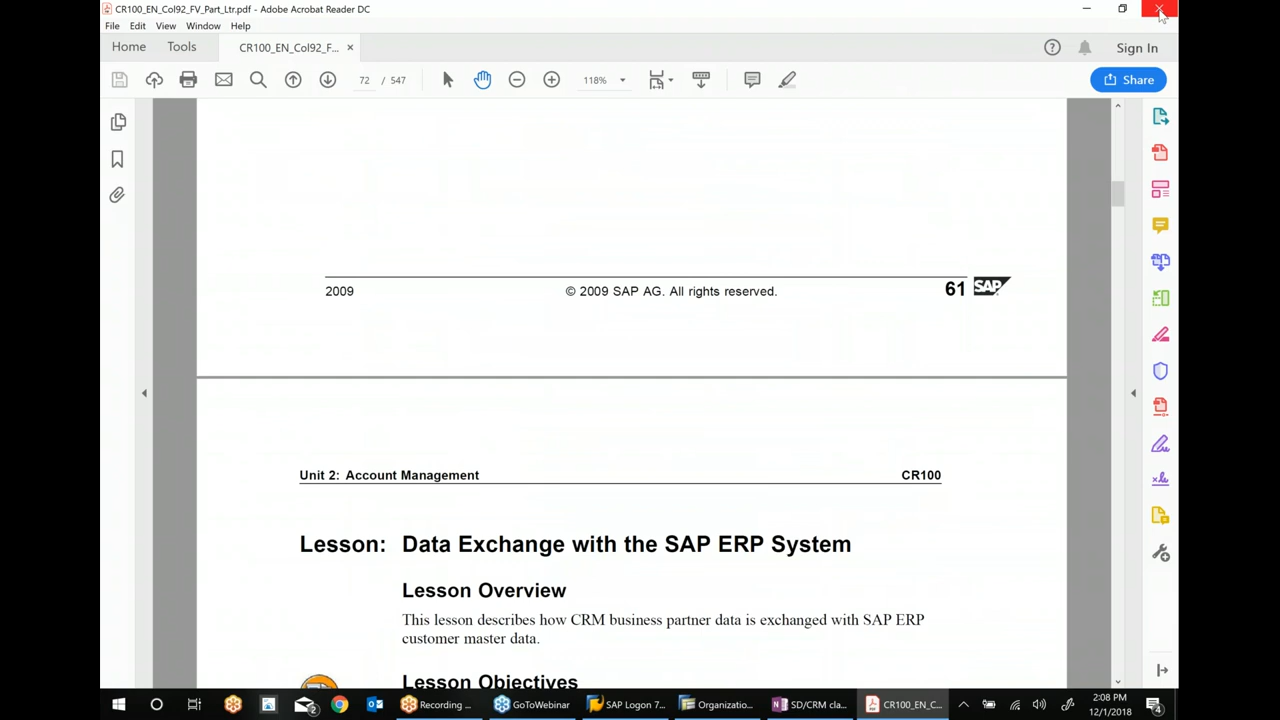 CR100_EN_Col92_FV_Part_Ltr.pdf - Adobe Acrobat Reader DC
File Edit View Window Help
Home Tools CR100_EN_Col92_F... × Sign In
72 / 547 118% Share
2009 © 2009 SAP AG. All rights reserved. 61 SAP
Unit 2: Account Management CR100
Lesson: Data Exchange with the SAP ERP System
Lesson Overview
This lesson describes how CRM business partner data is exchanged with SAP ERP
customer master data.
Lesson Objectives
2 Recording ... GoToWebinar SAP Logon 7... Organizatio... SD/CRM cla... CR100_EN_C... 2:08 PM 4
12/1/2018